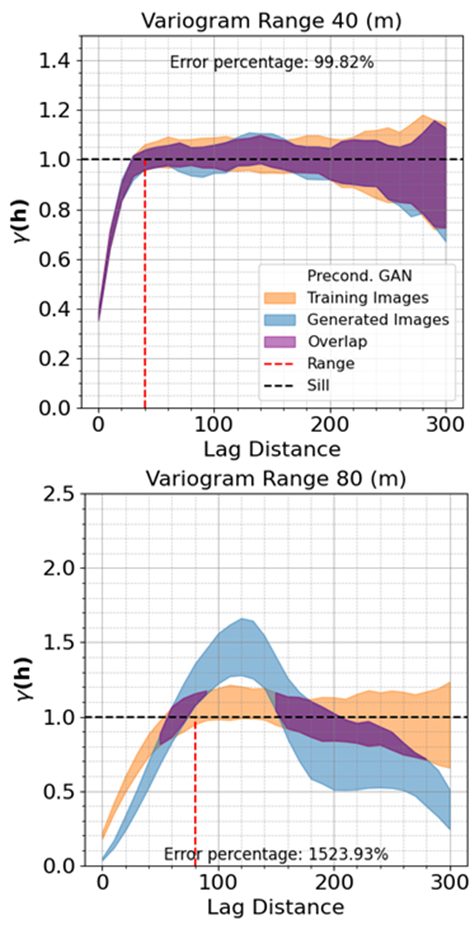 Variogram Range 40 (m)
Error percentage: 99.82%
1.4
1.2
1.0
0.8
0.6
0.4
0.2
0.0
γ(h)
Precond. GAN
Training Images
Generated Images
Overlap
Range
Sill
0 100 200 300
Lag Distance
Variogram Range 80 (m)
2.5
2.0
1.5
1.0
0.5
0.0
γ(h)
Error percentage: 1523.93%
0 100 200 300
Lag Distance